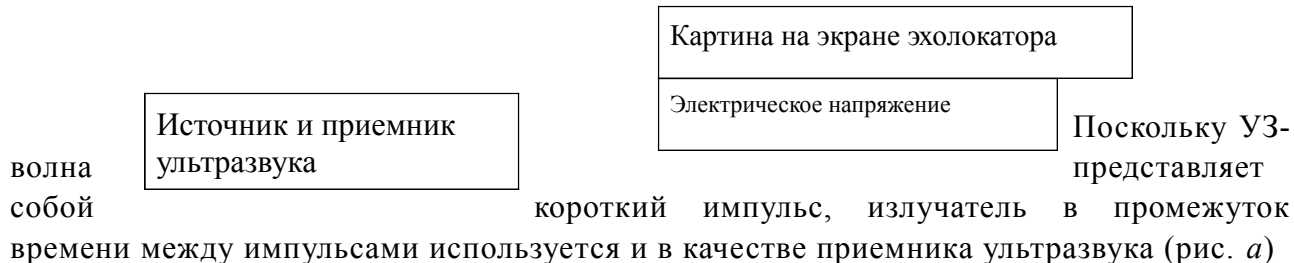 Картина на экране эхолокатора
Электрическое напряжение
Источник и приемник
ультразвука
Поскольку УЗ-
волна представляет
собой короткий импульс, излучатель в промежуток
времени между импульсами используется и в качестве приемника ультразвука (рис. а)